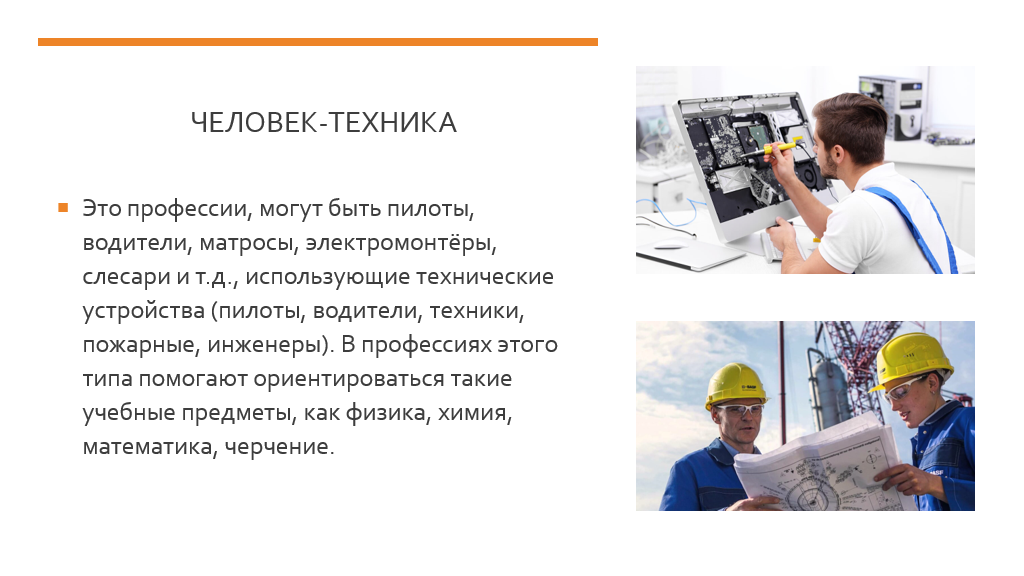 ЧЕЛОВЕК-ТЕХНИКА
Это профессии, могут быть пилоты,
водители, матросы, электромонтёры,
слесари и т.д., использующие технические
устройства (пилоты, водители, техники,
пожарные, инженеры). В профессиях этого
типа помогают ориентироваться такие
учебные предметы, как физика, химия,
математика, черчение.